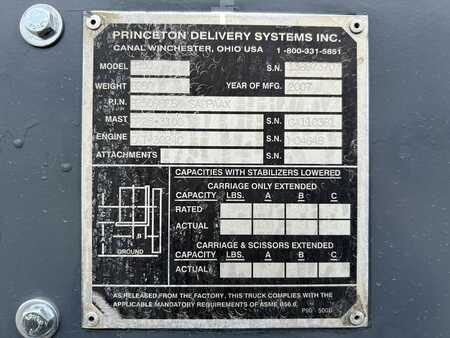 PRINCETON DELIVERY SYSTEMS INC.
CANAL WINCHESTER, OHIO USA 1-800-331-5851
MODEL S.N.
WEIGHT YEAR OF MFG. 2007
P.I.N.
MAST S.N.
ENGINE S.N.
ATTACHMENTS S.N.
CAPACITIES WITH STABILIZERS LOWERED
CARRIAGE ONLY EXTENDED
CAPACITY LBS. A B C
RATED
ACTUAL
CARRIAGE & SCISSORS EXTENDED
CAPACITY LBS. A B C
ACTUAL
B
GROUND
AS RELEASED FROM THE FACTORY, THIS TRUCK COMPLIES WITH THE
APPLICABLE MANDATORY REQUIREMENTS OF ASME B56.6.